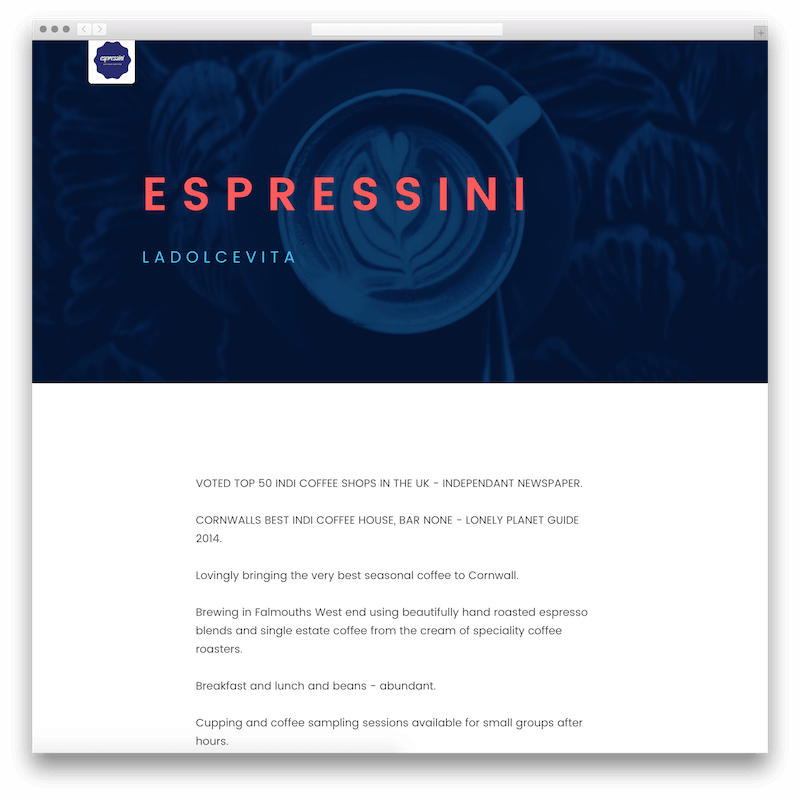 espressini
ESPRESSINI
LADOLCEVITA
VOTED TOP 50 INDI COFFEE SHOPS IN THE UK - INDEPENDANT NEWSPAPER.
CORNWALLS BEST INDI COFFEE HOUSE, BAR NONE - LONELY PLANET GUIDE
2014.
Lovingly bringing the very best seasonal coffee to Cornwall.
Brewing in Falmouths West end using beautifully hand roasted espresso
blends and single estate coffee from the cream of speciality coffee
roasters.
Breakfast and lunch and beans - abundant.
Cupping and coffee sampling sessions available for small groups after
hours.